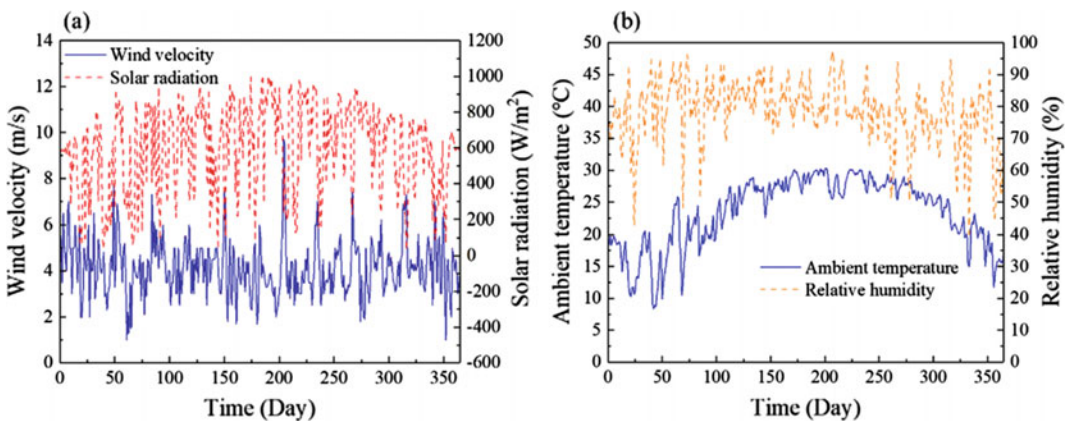 (a)
Wind velocity
Solar radiation
Wind velocity (m/s)
14
12
10
8
6
4
2
0
1200
1000
800
600
400
200
0
-200
-400
-600
Solar radiation (W/m²)
0 50 100 150 200 250 300 350
Time (Day)
(b)
Ambient temperature (℃)
50
45
40
35
30
25
20
15
10
5
0
100
90
80
70
60
50
40
30
20
10
0
Relative humidity (%)
Ambient temperature
Relative humidity
0 50 100 150 200 250 300 350
Time (Day)